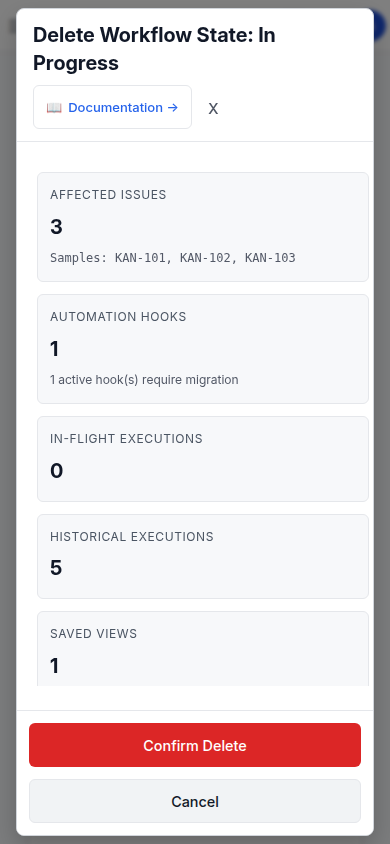 Delete Workflow State: In
Progress
📖 Documentation →
X
AFFECTED ISSUES
3
Samples: KAN-101, KAN-102, KAN-103
AUTOMATION HOOKS
1
1 active hook(s) require migration
IN-FLIGHT EXECUTIONS
0
HISTORICAL EXECUTIONS
5
SAVED VIEWS
1
Confirm Delete
Cancel